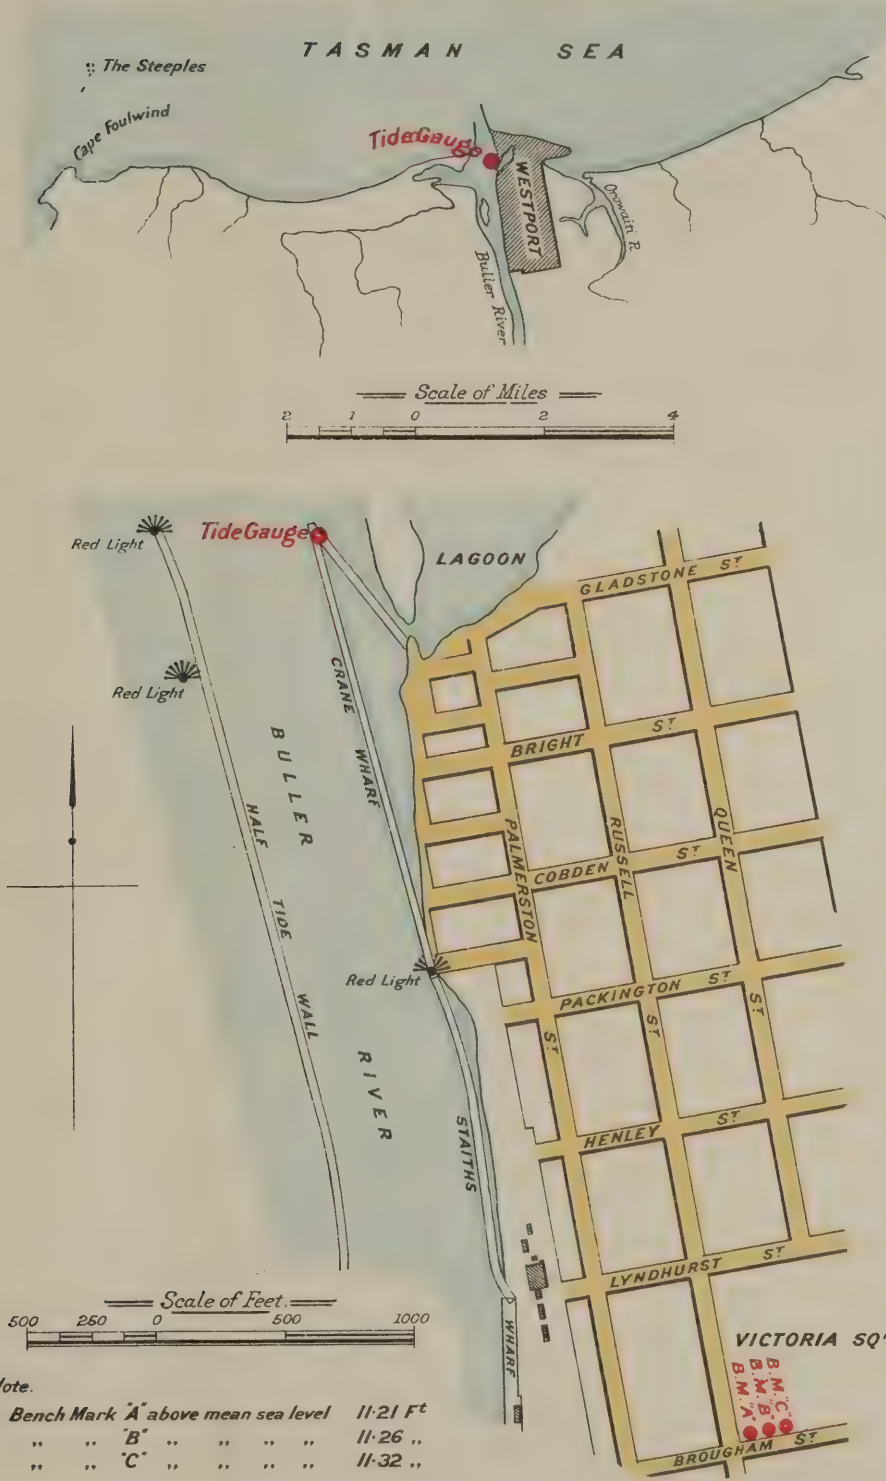 TASMAN SEA
The Steeples
Cape Foulwind
Tide Gauge
WESTPORT
Orowaiti R.
Buller River
Scale of Miles
2 1 0 2 4
Red Light
Tide Gauge
LAGOON
GLADSTONE ST
Red Light
CRANE WHARF
BRIGHT ST
BULLER RIVER
HALF TIDE WALL
PALMERSTON ST
RUSSELL ST
QUEEN ST
COBDEN ST
Red Light
PACKINGTON ST
HENLEY ST
STAITHS
LYNDHURST ST
WHARF
Scale of Feet.
500 260 0 500 1000
VICTORIA SQ
B.M. "A"
B.M. "B"
B.M. "C"
BROUGHAM ST
Note.
Bench Mark "A" above mean sea level 11·21 Ft
„ „ "B" „ „ „ „ 11·26 „
„ „ "C" „ „ „ „ 11·32 „